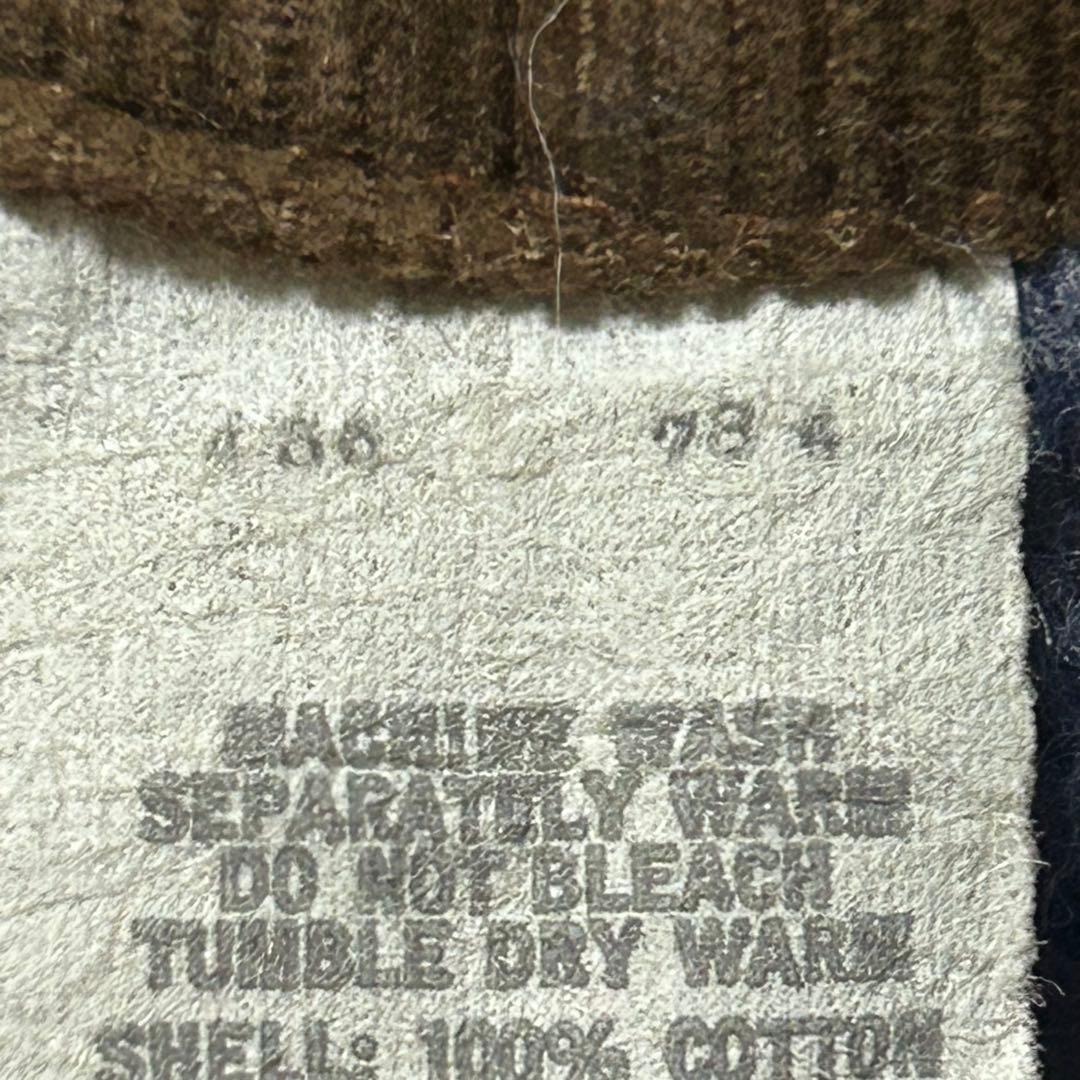 MACHINE WASH
SEPARATELY WARM
DO NOT BLEACH
TUMBLE DRY WARM
SHELL: 100% COTTON